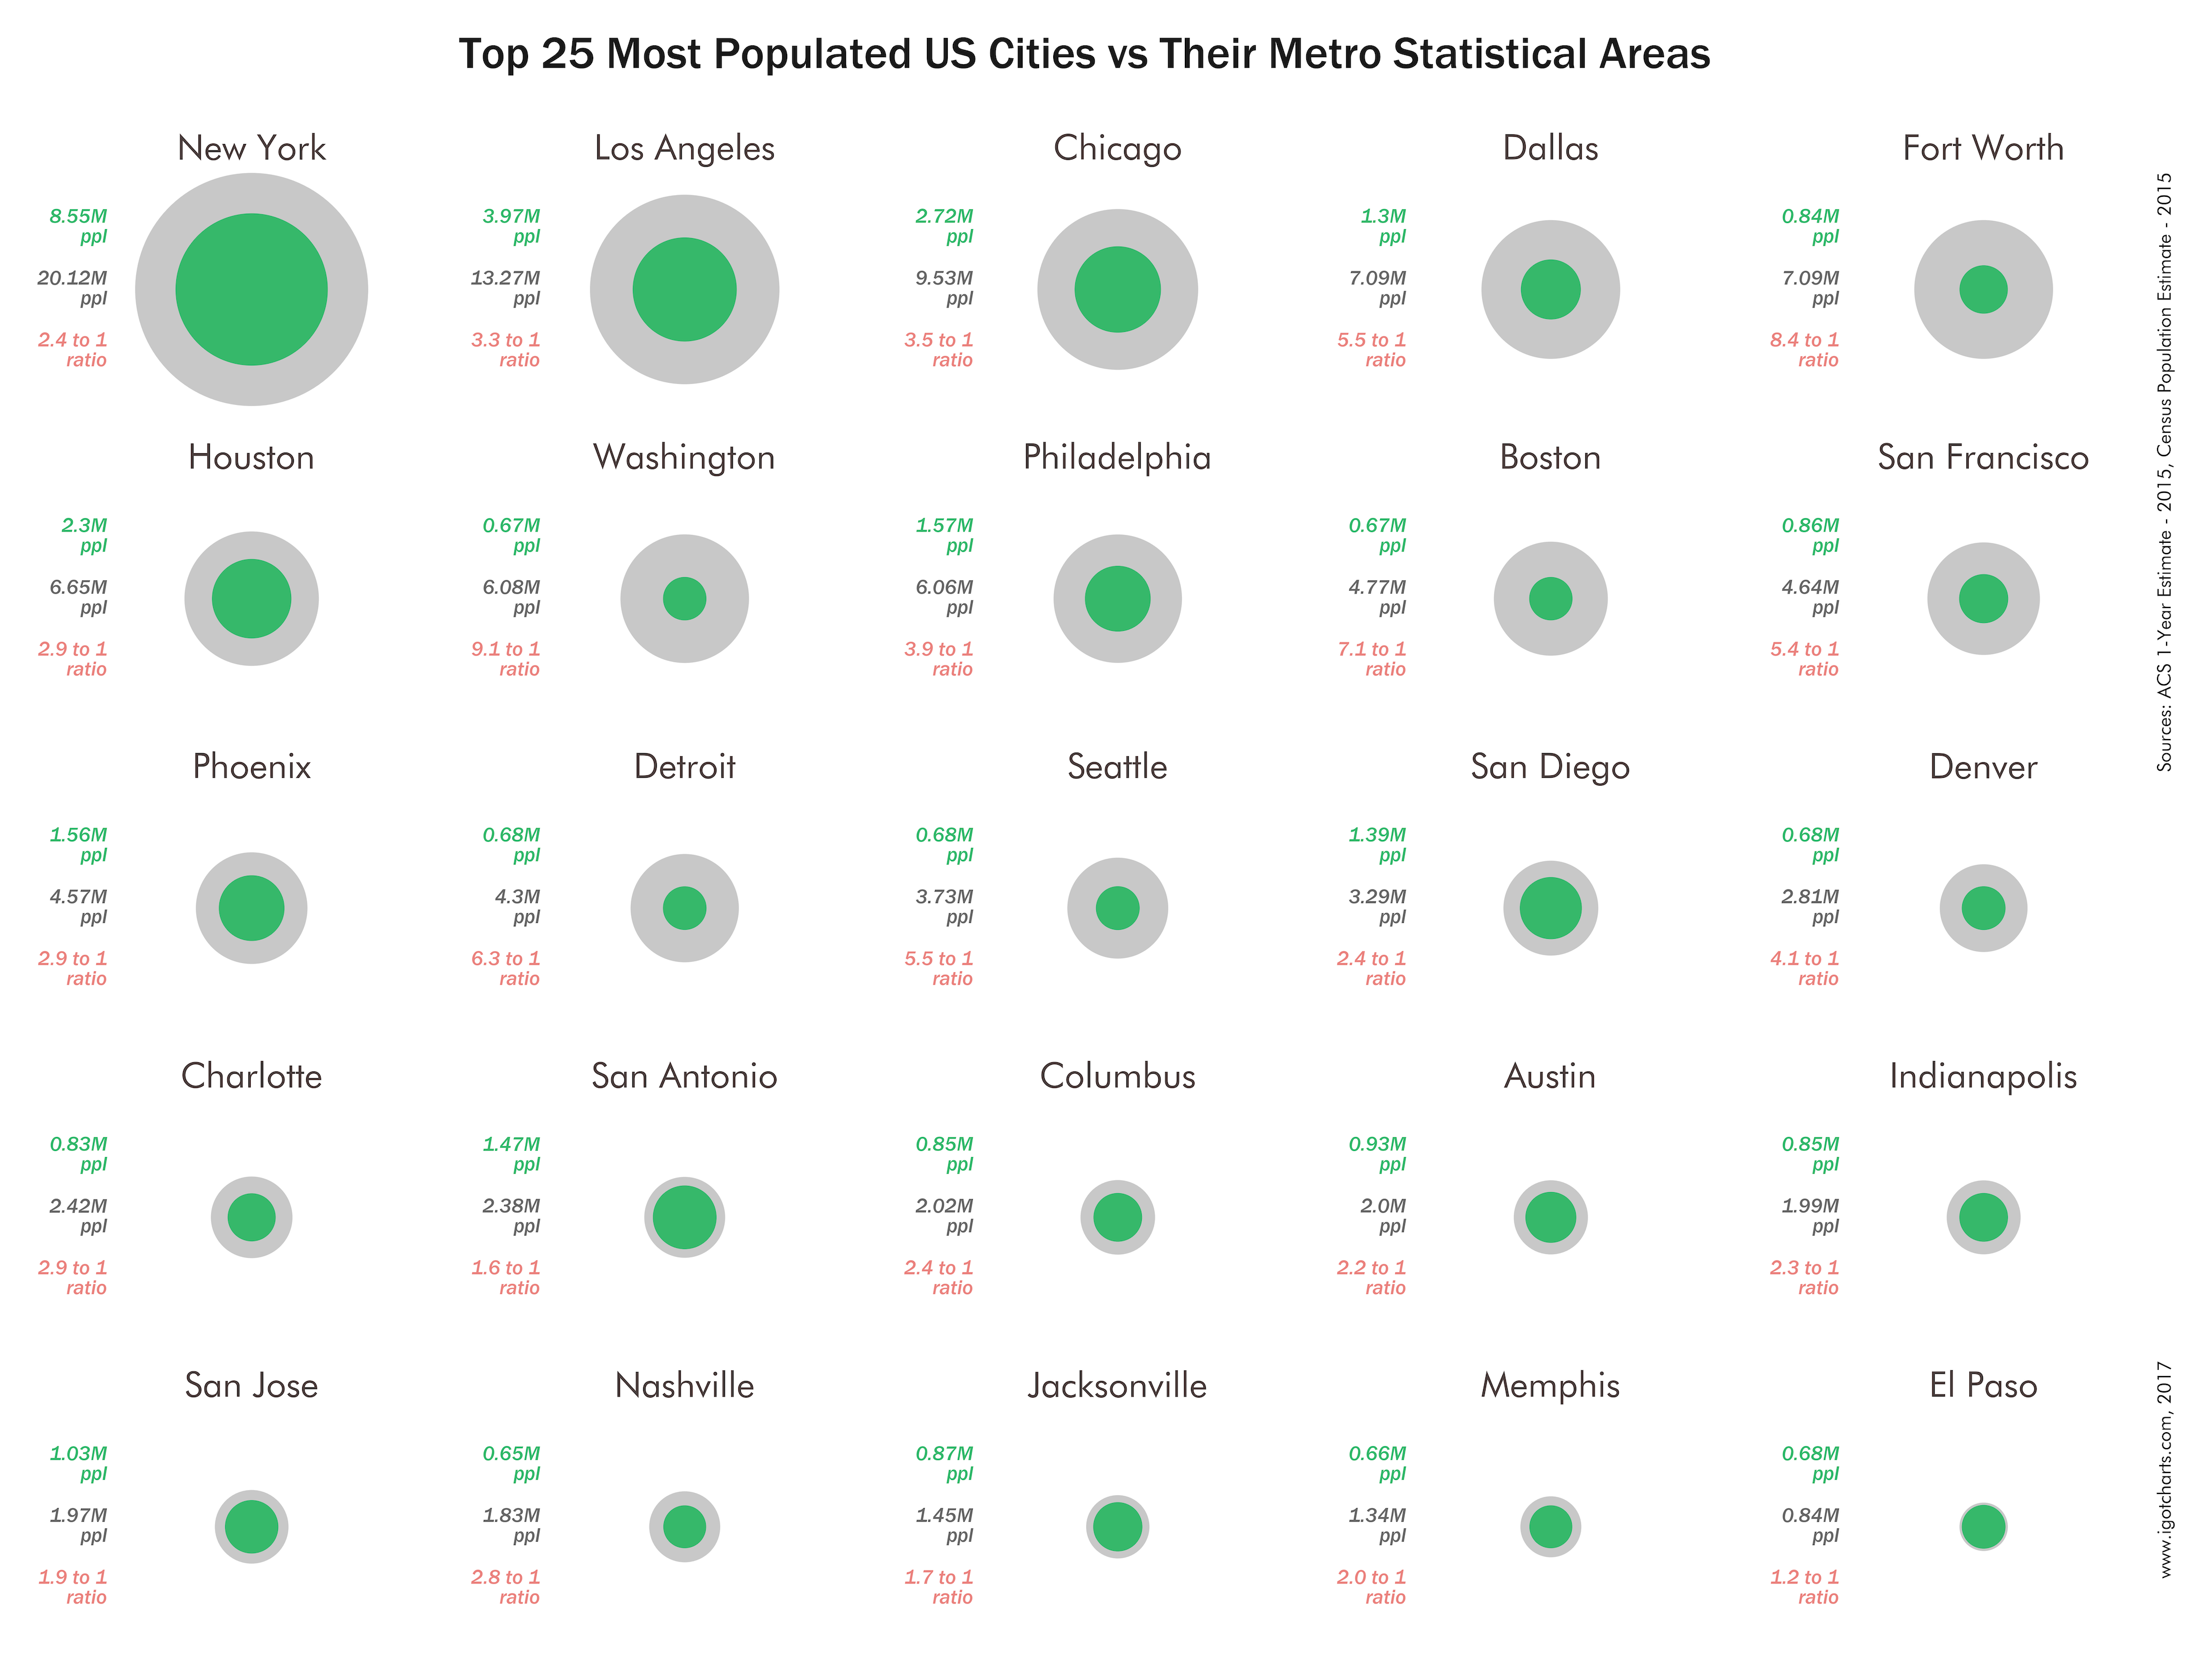 Top 25 Most Populated US Cities vs Their Metro Statistical Areas
New York
8.55M
ppl
20.12M
ppl
2.4 to 1
ratio
Los Angeles
3.97M
ppl
13.27M
ppl
3.3 to 1
ratio
Chicago
2.72M
ppl
9.53M
ppl
3.5 to 1
ratio
Dallas
1.3M
ppl
7.09M
ppl
5.5 to 1
ratio
Fort Worth
0.84M
ppl
7.09M
ppl
8.4 to 1
ratio
Houston
2.3M
ppl
6.65M
ppl
2.9 to 1
ratio
Washington
0.67M
ppl
6.08M
ppl
9.1 to 1
ratio
Philadelphia
1.57M
ppl
6.06M
ppl
3.9 to 1
ratio
Boston
0.67M
ppl
4.77M
ppl
7.1 to 1
ratio
San Francisco
0.86M
ppl
4.64M
ppl
5.4 to 1
ratio
Phoenix
1.56M
ppl
4.57M
ppl
2.9 to 1
ratio
Detroit
0.68M
ppl
4.3M
ppl
6.3 to 1
ratio
Seattle
0.68M
ppl
3.73M
ppl
5.5 to 1
ratio
San Diego
1.39M
ppl
3.29M
ppl
2.4 to 1
ratio
Denver
0.68M
ppl
2.81M
ppl
4.1 to 1
ratio
Charlotte
0.83M
ppl
2.42M
ppl
2.9 to 1
ratio
San Antonio
1.47M
ppl
2.38M
ppl
1.6 to 1
ratio
Columbus
0.85M
ppl
2.02M
ppl
2.4 to 1
ratio
Austin
0.93M
ppl
2.0M
ppl
2.2 to 1
ratio
Indianapolis
0.85M
ppl
1.99M
ppl
2.3 to 1
ratio
San Jose
1.03M
ppl
1.97M
ppl
1.9 to 1
ratio
Nashville
0.65M
ppl
1.83M
ppl
2.8 to 1
ratio
Jacksonville
0.87M
ppl
1.45M
ppl
1.7 to 1
ratio
Memphis
0.66M
ppl
1.34M
ppl
2.0 to 1
ratio
El Paso
0.68M
ppl
0.84M
ppl
1.2 to 1
ratio
Sources: ACS 1-Year Estimate - 2015, Census Population Estimate - 2015
www.igotcharts.com, 2017